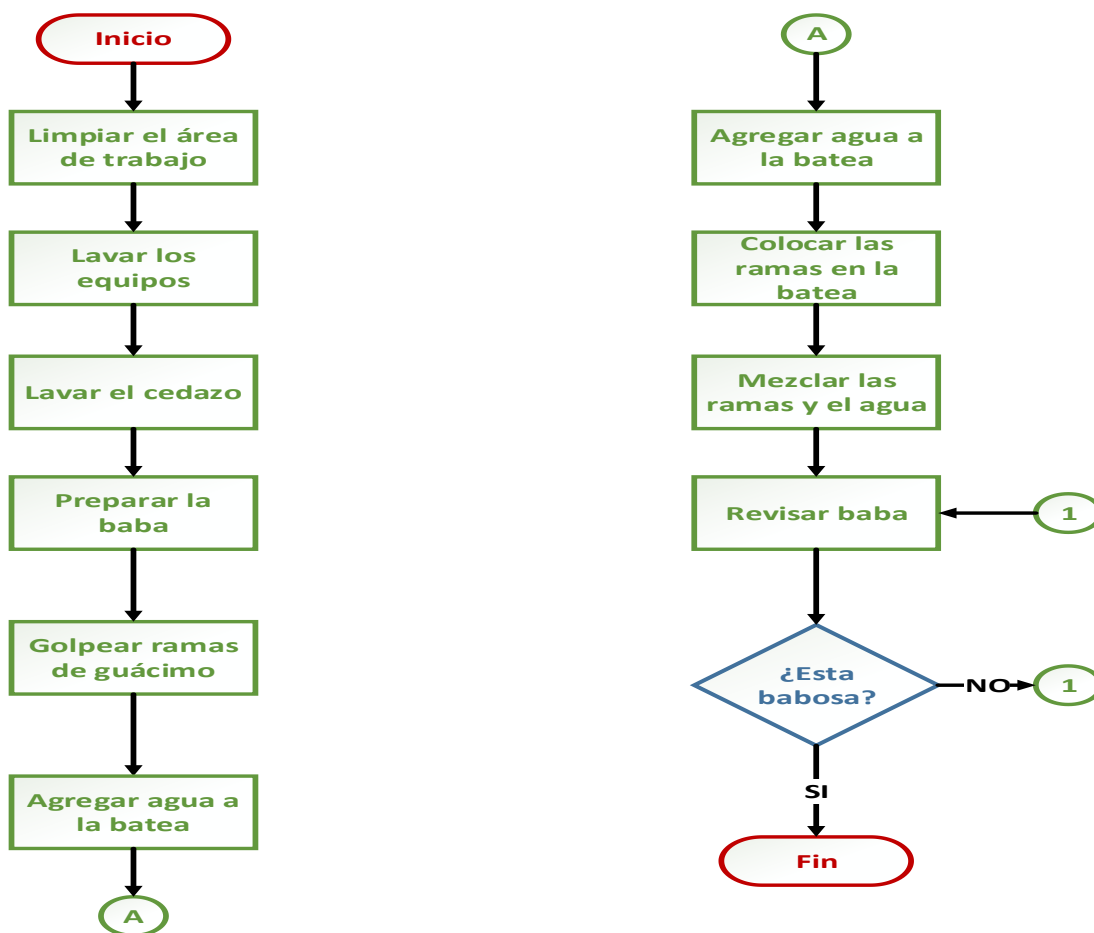 Inicio
Limpiar el área
de trabajo
Lavar los
equipos
Lavar el cedazo
Preparar la
baba
Golpear ramas
de guácimo
Agregar agua a
la batea
A
A
Agregar agua a
la batea
Colocar las
ramas en la
batea
Mezclar las
ramas y el agua
Revisar baba
1
¿Esta
babosa?
NO
1
SI
Fin